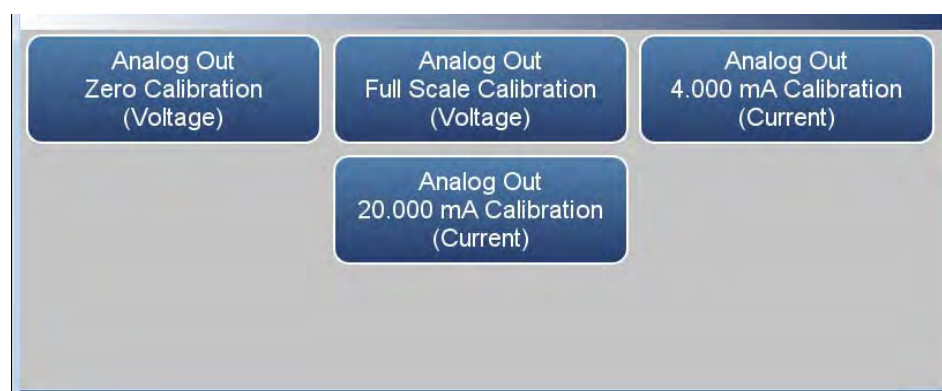 Analog Out
Zero Calibration
(Voltage)
Analog Out
Full Scale Calibration
(Voltage)
Analog Out
4.000 mA Calibration
(Current)
Analog Out
20.000 mA Calibration
(Current)